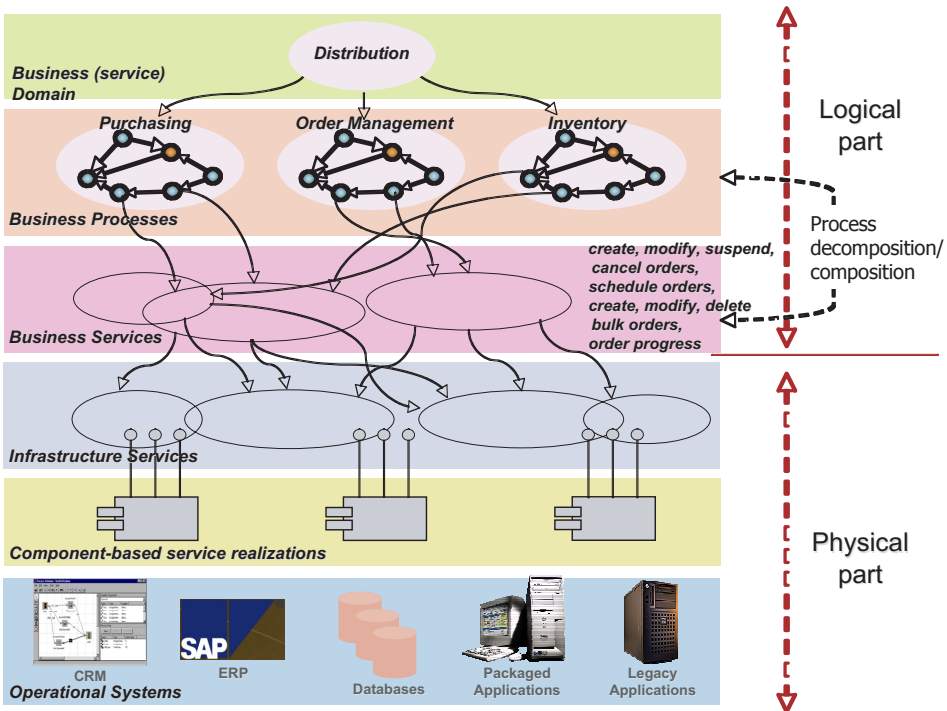 Distribution
Business (service)
Domain
Logical
part
Purchasing
Order Management
Inventory
Business Processes
Process
decomposition/
composition
create, modify, suspend,
cancel orders,
schedule orders,
create, modify, delete
bulk orders,
order progress
Business Services
Infrastructure Services
Component-based service realizations
Physical
part
SAP
CRM
ERP
Databases
Packaged
Applications
Legacy
Applications
Operational Systems